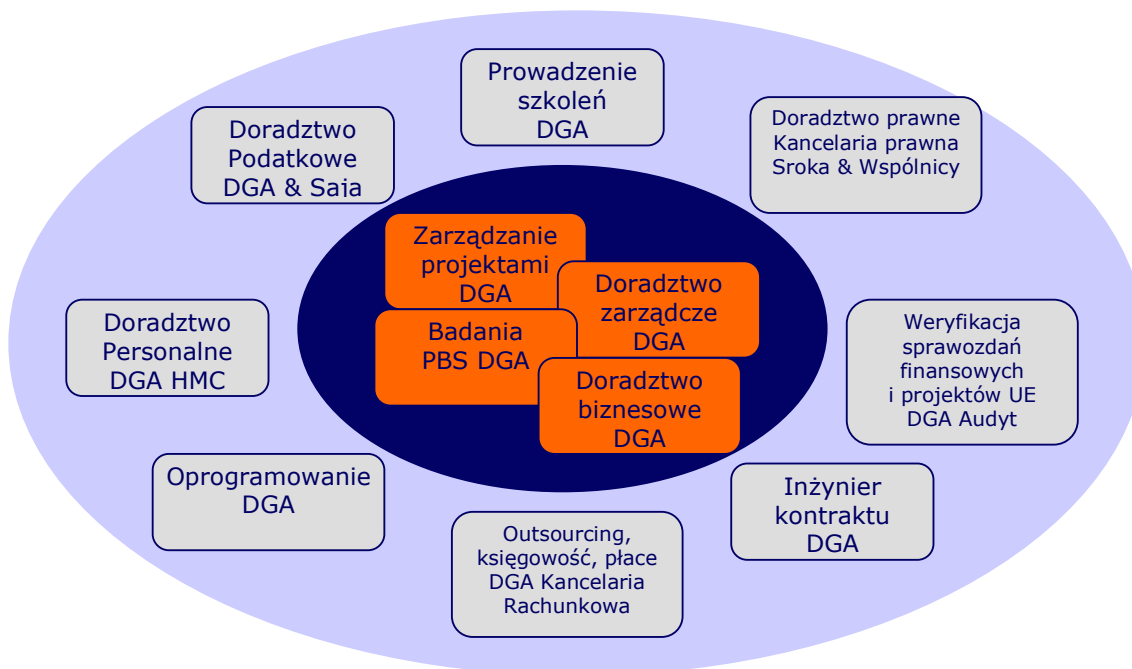 Prowadzenie
szkoleń
DGA
Doradztwo
Podatkowe
DGA & Saja
Doradztwo prawne
Kancelaria prawna
Sroka & Wspólnicy
Zarządzanie
projektami
DGA
Doradztwo
zarządcze
DGA
Badania
PBS DGA
Doradztwo
biznesowe
DGA
Doradztwo
Personalne
DGA HMC
Weryfikacja
sprawozdań
finansowych
i projektów UE
DGA Audyt
Oprogramowanie
DGA
Inżynier
kontraktu
DGA
Outsourcing,
księgowość, płace
DGA Kancelaria
Rachunkowa